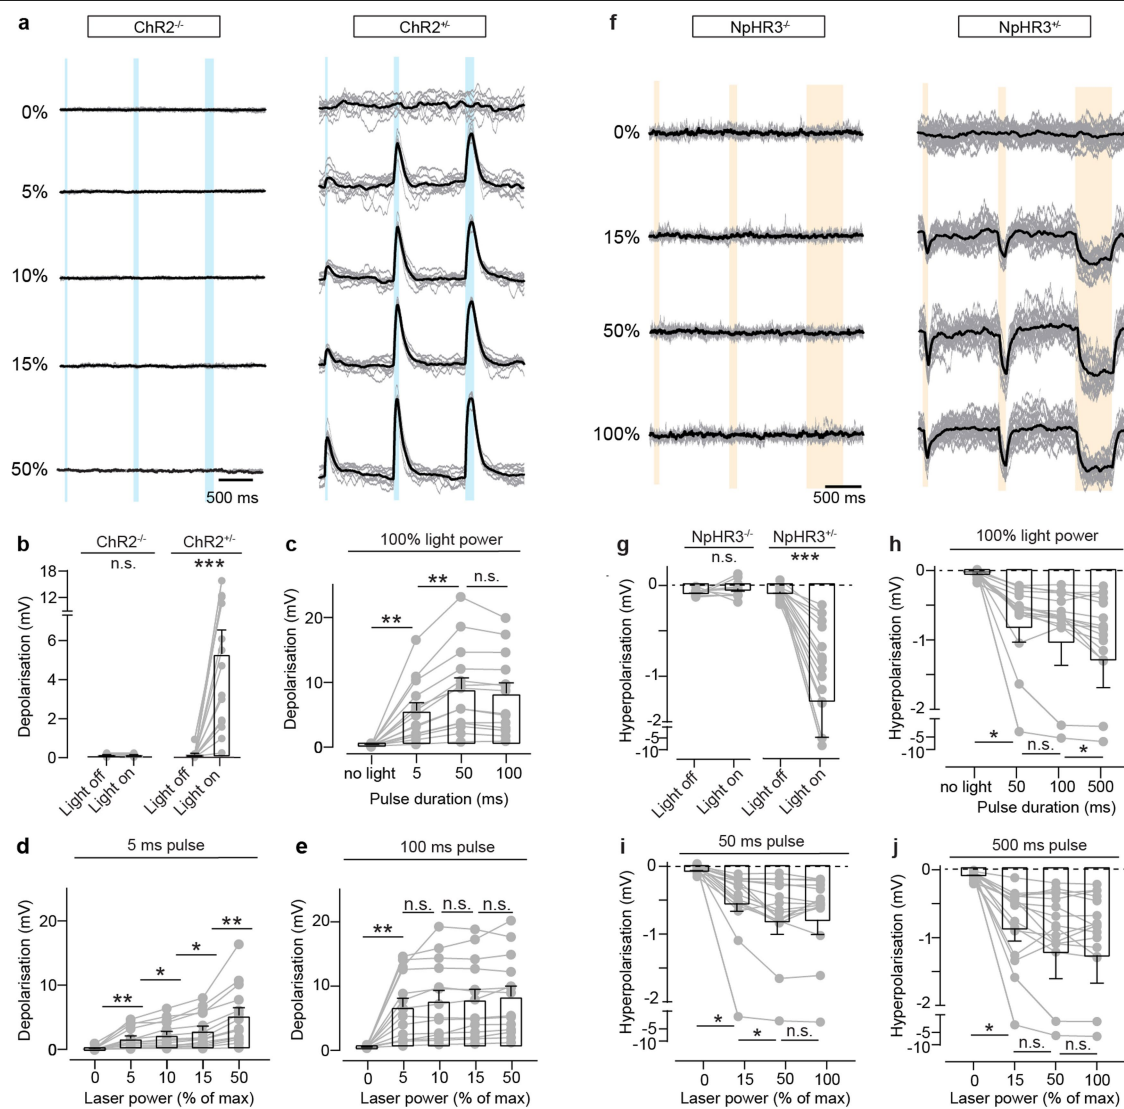 a
ChR2-/-
ChR2+/-
0%
5%
10%
15%
50%
500 ms
f
NpHR3-/-
NpHR3+/-
0%
15%
50%
100%
500 ms
b
ChR2-/-
ChR2+/-
n.s.
***
Depolarisation (mV)
18
12
6
4
2
0
Light off
Light on
Light off
Light on
c
100% light power
**
**
n.s.
Depolarisation (mV)
20
10
0
no light
5
50
100
Pulse duration (ms)
g
NpHR3-/-
NpHR3+/-
n.s.
***
Hyperpolarisation (mV)
0
-1
-2
-5
-10
Light off
Light on
Light off
Light on
h
100% light power
Hyperpolarisation (mV)
0
-1
-2
-5
-10
*
n.s.
*
no light
50
100
500
Pulse duration (ms)
d
5 ms pulse
**
*
*
**
Depolarisation (mV)
20
10
0
0
5
10
15
50
Laser power (% of max)
e
100 ms pulse
**
n.s.
n.s.
n.s.
Depolarisation (mV)
20
10
0
0
5
10
15
50
Laser power (% of max)
i
50 ms pulse
Hyperpolarisation (mV)
0
-1
-2
-5
-10
*
*
n.s.
0
15
50
100
Laser power (% of max)
j
500 ms pulse
Hyperpolarisation (mV)
0
-1
-2
-5
-10
*
n.s.
n.s.
0
15
50
100
Laser power (% of max)